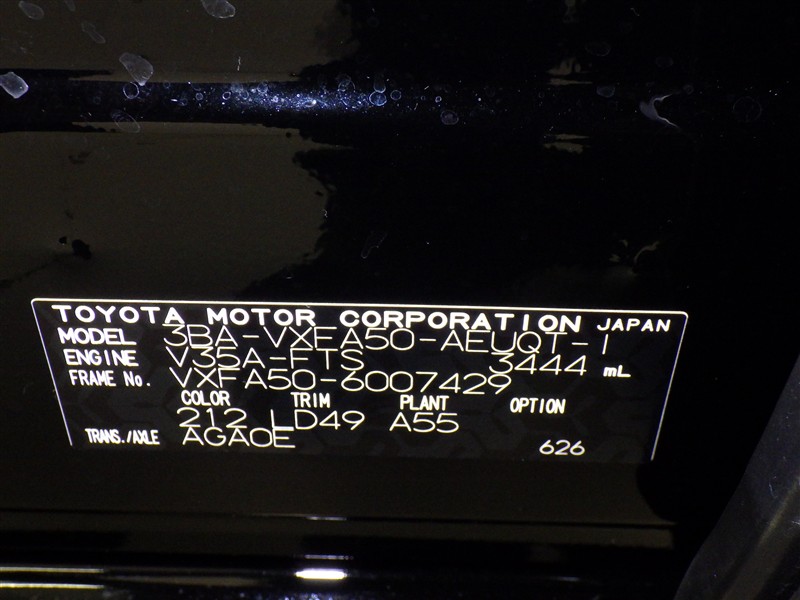 TOYOTA MOTOR CORPORATION JAPAN
MODEL 3BA-VXFA50-AEUQT-1
ENGINE V35A-FTS 3444 mL
FRAME No. VXFA50-6007429
COLOR TRIM PLANT OPTION
212 LD49 A55
TRANS./AXLE AGA0E 626